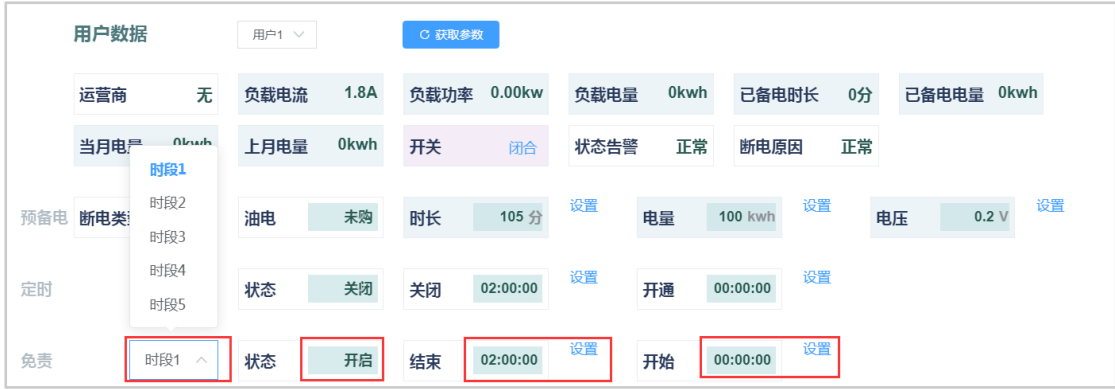 用户数据 用户1 获取参数
运营商 无 负载电流 1.8A 负载功率 0.00kw 负载电量 0kwh 已备电时长 0分 已备电电量 0kwh
当月电量 0kwh 上月电量 0kwh 开关 闭合 状态告警 正常 断电原因 正常
时段1
时段2
时段3
时段4
时段5
预备电 断电类 油电 未购 时长 105 分 设置 电量 100 kwh 设置 电压 0.2 V 设置
定时 状态 关闭 关闭 02:00:00 设置 开通 00:00:00 设置
免责 时段1 状态 开启 结束 02:00:00 设置 开始 00:00:00 设置